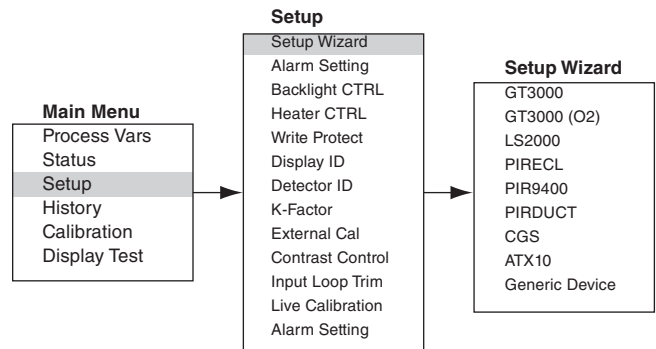 Main Menu
Process Vars
Status
Setup
History
Calibration
Display Test
Setup
Setup Wizard
Alarm Setting
Backlight CTRL
Heater CTRL
Write Protect
Display ID
Detector ID
K-Factor
External Cal
Contrast Control
Input Loop Trim
Live Calibration
Alarm Setting
Setup Wizard
GT3000
GT3000 (O2)
LS2000
PIRECL
PIR9400
PIRDUCT
CGS
ATX10
Generic Device